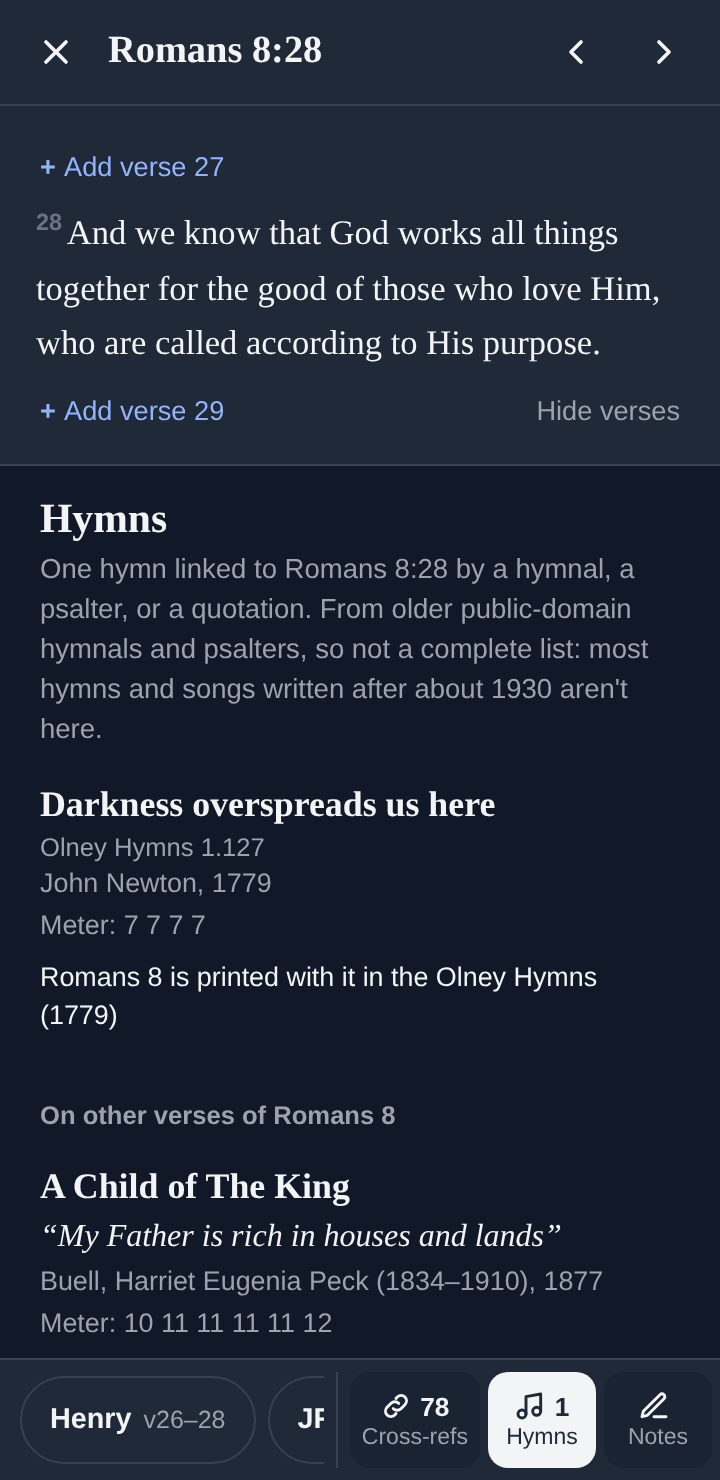 Romans 8:28
+ Add verse 27
28 And we know that God works all things
together for the good of those who love Him,
who are called according to His purpose.
+ Add verse 29
Hide verses
Hymns
One hymn linked to Romans 8:28 by a hymnal, a
psalter, or a quotation. From older public-domain
hymnals and psalters, so not a complete list: most
hymns and songs written after about 1930 aren't
here.
Darkness overspreads us here
Olney Hymns 1.127
John Newton, 1779
Meter: 7 7 7 7
Romans 8 is printed with it in the Olney Hymns
(1779)
On other verses of Romans 8
A Child of The King
“My Father is rich in houses and lands”
Buell, Harriet Eugenia Peck (1834–1910), 1877
Meter: 10 11 11 11 11 12
Henry v26–28
78
Cross-refs
1
Hymns
Notes